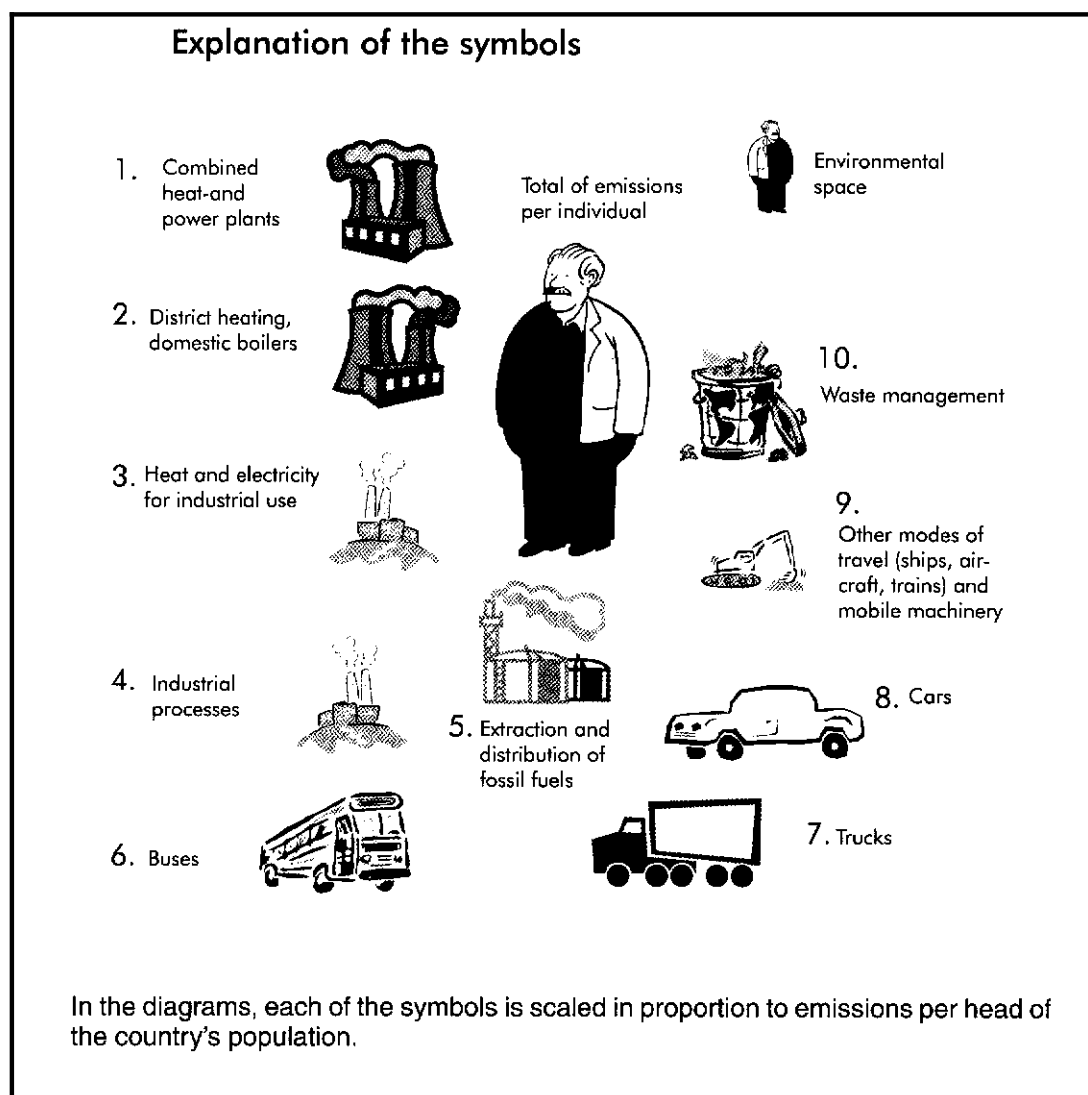 Explanation of the symbols
1. Combined
heat-and
power plants
Total of emissions
per individual
Environmental
space
2. District heating,
domestic boilers
10.
Waste management
3. Heat and electricity
for industrial use
9.
Other modes of
travel (ships, air-
craft, trains) and
mobile machinery
4. Industrial
processes
5. Extraction and
distribution of
fossil fuels
8. Cars
6. Buses
7. Trucks
In the diagrams, each of the symbols is scaled in proportion to emissions per head of
the country's population.